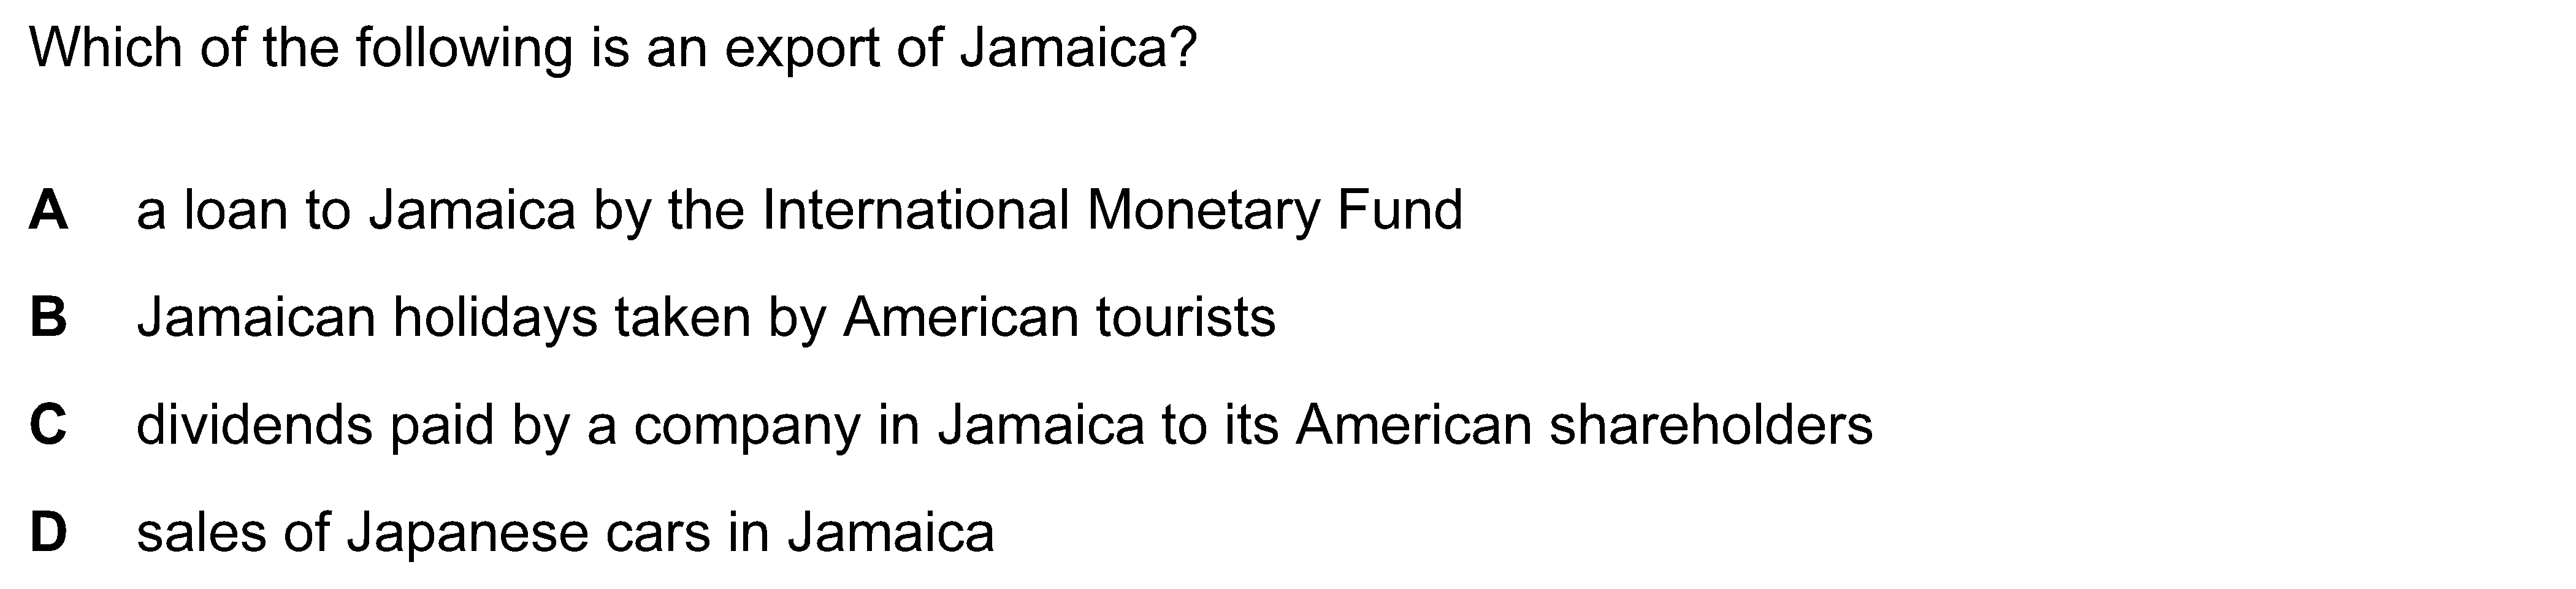 Which of the following is an export of Jamaica?
A a loan to Jamaica by the International Monetary Fund
B Jamaican holidays taken by American tourists
C dividends paid by a company in Jamaica to its American shareholders
D sales of Japanese cars in Jamaica